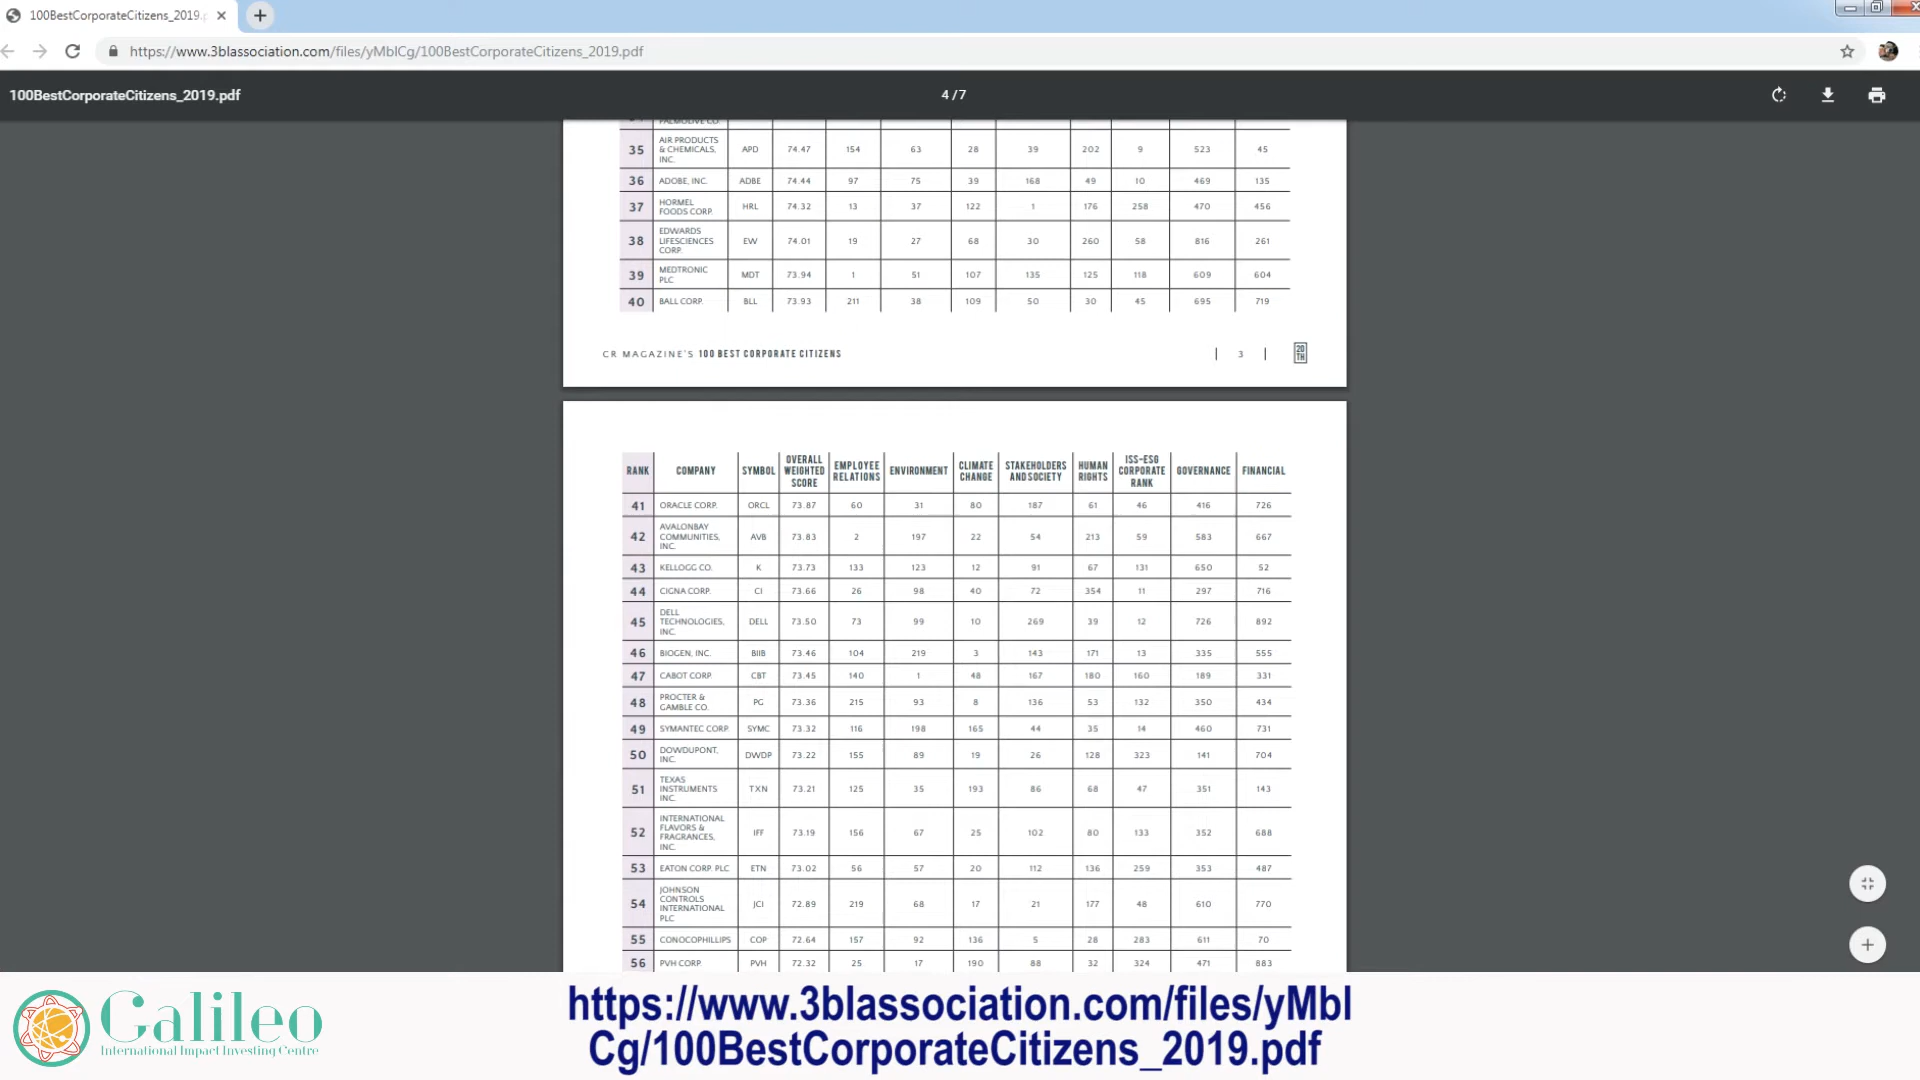 100BestCorporateCitizens_2019.p
https://www.3blassociation.com/files/yMblCg/100BestCorporateCitizens_2019.pdf
100BestCorporateCitizens_2019.pdf
4 / 7
PALMOLIVE CO.
35 AIR PRODUCTS & CHEMICALS, INC. APD 74.47 154 63 28 39 202 9 523 45
36 ADOBE, INC. ADBE 74.44 97 75 39 168 49 10 469 135
37 HORMEL FOODS CORP. HRL 74.32 13 37 122 1 176 258 470 456
38 EDWARDS LIFESCIENCES CORP. EW 74.01 19 27 68 30 260 58 816 261
39 MEDTRONIC PLC MDT 73.94 1 51 107 135 125 118 609 604
40 BALL CORP. BLL 73.93 211 38 109 50 30 45 695 719
CR MAGAZINE'S 100 BEST CORPORATE CITIZENS | 3 | 20 TH
RANK COMPANY SYMBOL OVERALL WEIGHTED SCORE EMPLOYEE RELATIONS ENVIRONMENT CLIMATE CHANGE STAKEHOLDERS AND SOCIETY HUMAN RIGHTS ISS-ESG CORPORATE RANK GOVERNANCE FINANCIAL
41 ORACLE CORP. ORCL 73.87 60 31 80 187 61 46 416 726
42 AVALONBAY COMMUNITIES, INC. AVB 73.83 2 197 22 54 213 59 583 667
43 KELLOGG CO. K 73.73 133 123 12 91 67 131 650 52
44 CIGNA CORP. CI 73.66 26 98 40 72 354 11 297 716
45 DELL TECHNOLOGIES, INC. DELL 73.50 73 99 10 269 39 12 726 892
46 BIOGEN, INC. BIIB 73.46 104 219 3 143 171 13 335 555
47 CABOT CORP. CBT 73.45 140 1 48 167 180 160 189 331
48 PROCTER & GAMBLE CO. PG 73.36 215 93 8 136 53 132 350 434
49 SYMANTEC CORP. SYMC 73.32 116 198 165 44 35 14 460 731
50 DOWDUPONT, INC. DWDP 73.22 155 89 19 26 128 323 141 704
51 TEXAS INSTRUMENTS INC. TXN 73.21 125 35 193 86 68 47 351 143
52 INTERNATIONAL FLAVORS & FRAGRANCES, INC. IFF 73.19 156 67 25 102 80 133 352 688
53 EATON CORP. PLC ETN 73.02 56 57 20 112 136 259 353 487
54 JOHNSON CONTROLS INTERNATIONAL PLC JCI 72.89 219 68 17 21 177 48 610 770
55 CONOCOPHILLIPS COP 72.64 157 92 136 5 28 283 611 70
56 PVH CORP. PVH 72.32 25 17 190 88 32 324 471 883
Galileo
International Impact Investing Centre
https://www.3blassociation.com/files/yMbl
Cg/100BestCorporateCitizens_2019.pdf